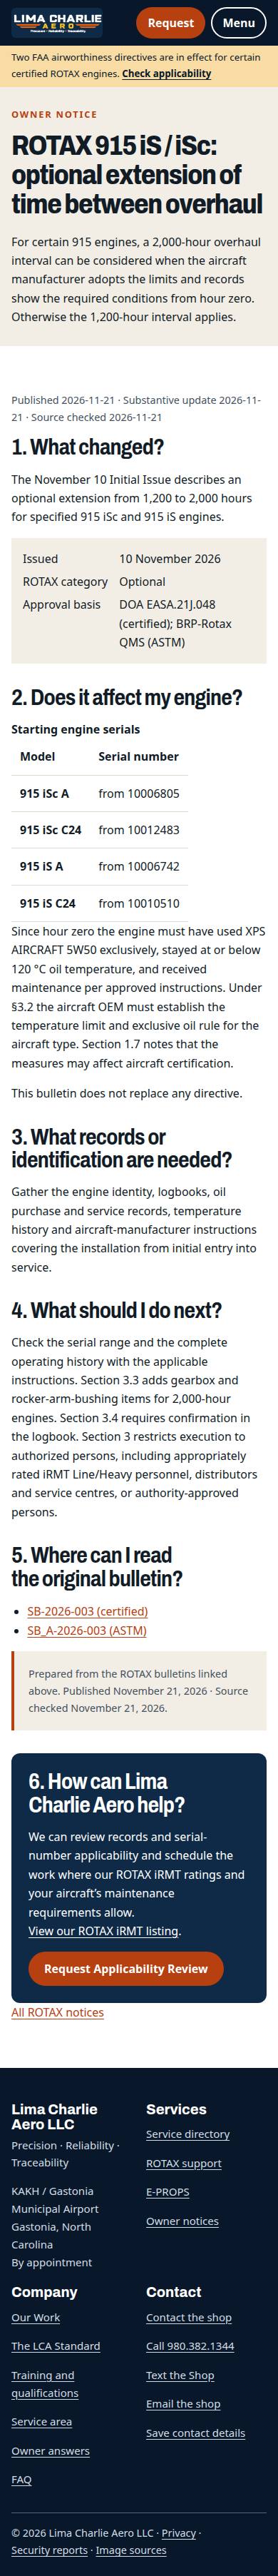 LIMA CHARLIE
AERO
Precision · Reliability · Traceability
Request
Menu
Two FAA airworthiness directives are in effect for certain
certified ROTAX engines. Check applicability
OWNER NOTICE
ROTAX 915 iS / iSc:
optional extension of
time between overhaul
For certain 915 engines, a 2,000-hour overhaul
interval can be considered when the aircraft
manufacturer adopts the limits and records
show the required conditions from hour zero.
Otherwise the 1,200-hour interval applies.
Published 2026-11-21 · Substantive update 2026-11-
21 · Source checked 2026-11-21
1. What changed?
The November 10 Initial Issue describes an
optional extension from 1,200 to 2,000 hours
for specified 915 iSc and 915 iS engines.
Issued 10 November 2026
ROTAX category Optional
Approval basis DOA EASA.21J.048
(certified); BRP-Rotax
QMS (ASTM)
2. Does it affect my engine?
Starting engine serials
Model Serial number
915 iSc A from 10006805
915 iSc C24 from 10012483
915 iS A from 10006742
915 iS C24 from 10010510
Since hour zero the engine must have used XPS
AIRCRAFT 5W50 exclusively, stayed at or below
120 °C oil temperature, and received
maintenance per approved instructions. Under
§3.2 the aircraft OEM must establish the
temperature limit and exclusive oil rule for the
aircraft type. Section 1.7 notes that the
measures may affect aircraft certification.
This bulletin does not replace any directive.
3. What records or
identification are needed?
Gather the engine identity, logbooks, oil
purchase and service records, temperature
history and aircraft-manufacturer instructions
covering the installation from initial entry into
service.
4. What should I do next?
Check the serial range and the complete
operating history with the applicable
instructions. Section 3.3 adds gearbox and
rocker-arm-bushing items for 2,000-hour
engines. Section 3.4 requires confirmation in
the logbook. Section 3 restricts execution to
authorized persons, including appropriately
rated iRMT Line/Heavy personnel, distributors
and service centres, or authority-approved
persons.
5. Where can I read
the original bulletin?
• SB-2026-003 (certified)
• SB_A-2026-003 (ASTM)
Prepared from the ROTAX bulletins linked
above. Published November 21, 2026 · Source
checked November 21, 2026.
6. How can Lima
Charlie Aero help?
We can review records and serial-
number applicability and schedule the
work where our ROTAX iRMT ratings and
your aircraft’s maintenance
requirements allow.
View our ROTAX iRMT listing.
Request Applicability Review
All ROTAX notices
Lima Charlie
Aero LLC
Precision · Reliability ·
Traceability
KAKH / Gastonia
Municipal Airport
Gastonia, North
Carolina
By appointment
Services
Service directory
ROTAX support
E-PROPS
Owner notices
Company
Our Work
The LCA Standard
Training and
qualifications
Service area
Owner answers
FAQ
Contact
Contact the shop
Call 980.382.1344
Text the Shop
Email the shop
Save contact details
© 2026 Lima Charlie Aero LLC · Privacy ·
Security reports · Image sources